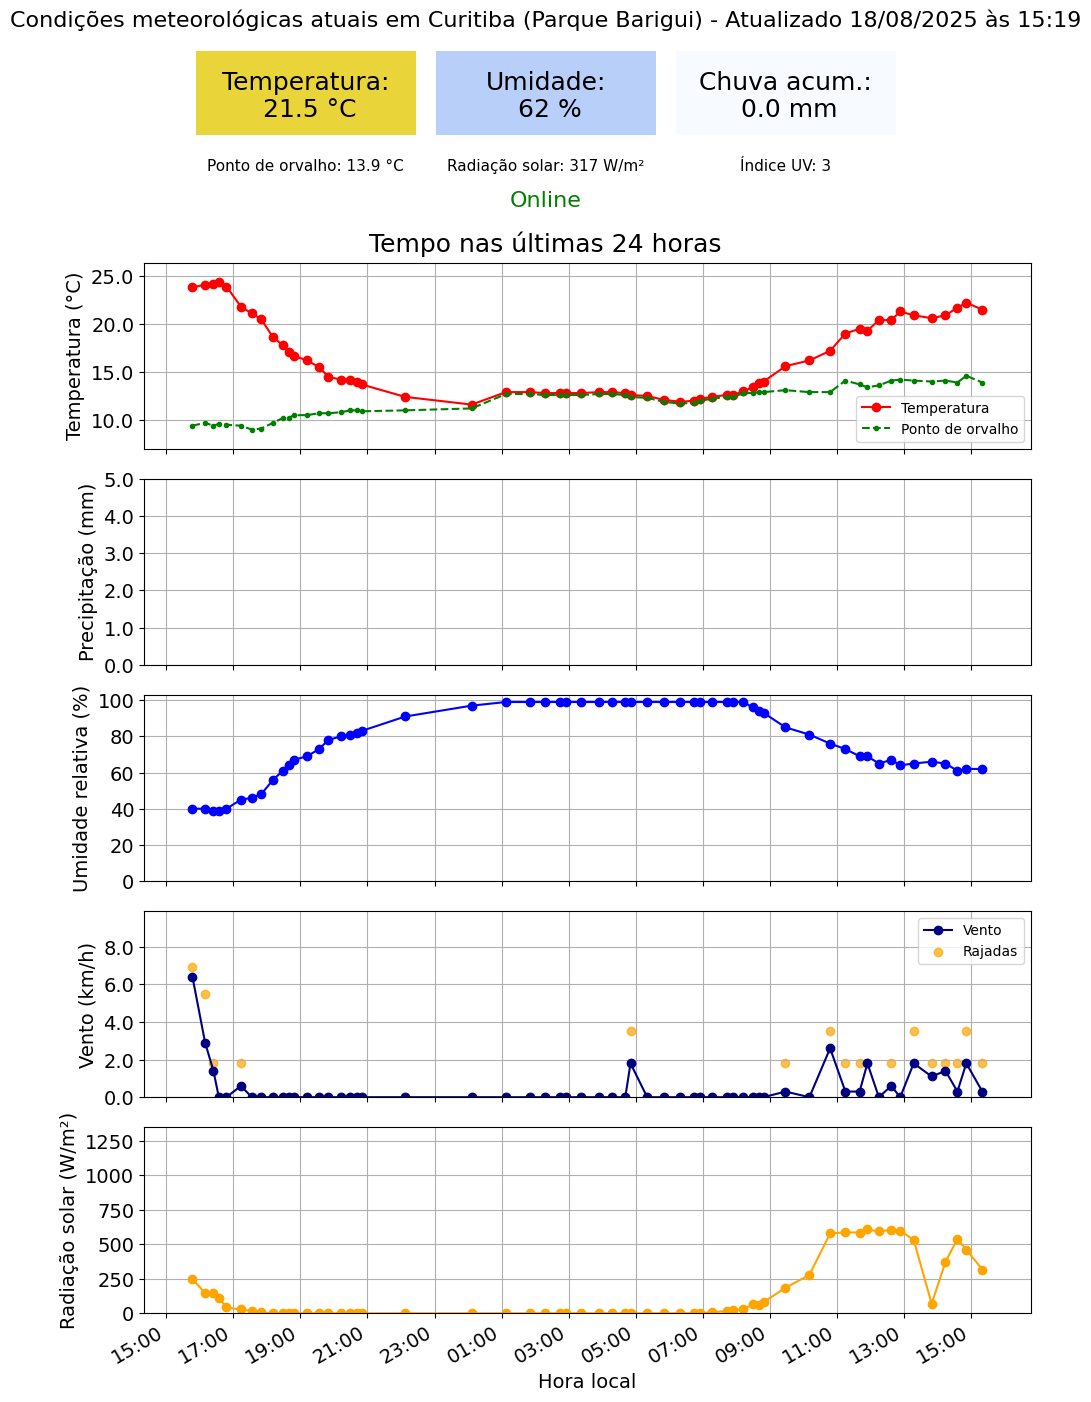 Condições meteorológicas atuais em Curitiba (Parque Barigui) - Atualizado 18/08/2025 às 15:19
Temperatura:
21.5 °C
Umidade:
62 %
Chuva acum.:
0.0 mm
Ponto de orvalho: 13.9 °C
Radiação solar: 317 W/m²
Índice UV: 3
Online
Tempo nas últimas 24 horas
Temperatura (°C)
25.0
20.0
15.0
10.0
Temperatura
Ponto de orvalho
Precipitação (mm)
5.0
4.0
3.0
2.0
1.0
0.0
Umidade relativa (%)
100
80
60
40
20
0
Vento (km/h)
8.0
6.0
4.0
2.0
0.0
Vento
Rajadas
Radiação solar (W/m²)
1250
1000
750
500
250
0
15:00
17:00
19:00
21:00
23:00
01:00
03:00
05:00
07:00
09:00
11:00
13:00
15:00
Hora local